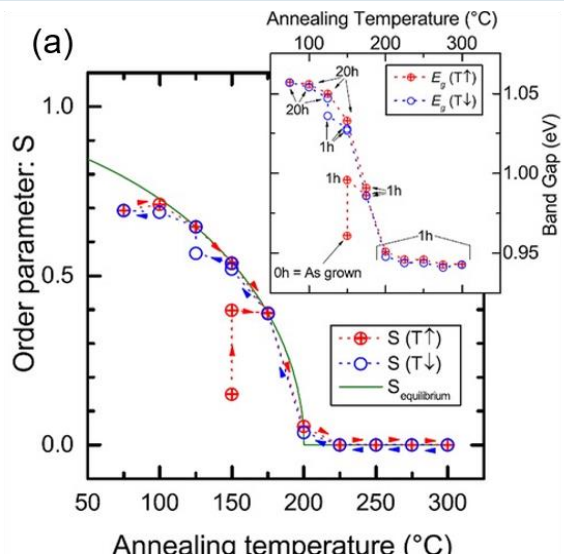 (a)
Annealing Temperature (°C)
100 150 200 250 300
E_g (T↑)
E_g (T↓)
20h
20h
1h
1h
1h
1h
0h = As grown
1.05
1.00
0.95
Band Gap (eV)
Order parameter: S
1.0
0.5
0.0
S (T↑)
S (T↓)
S_equilibrium
50 100 150 200 250 300
Annealing temperature (°C)